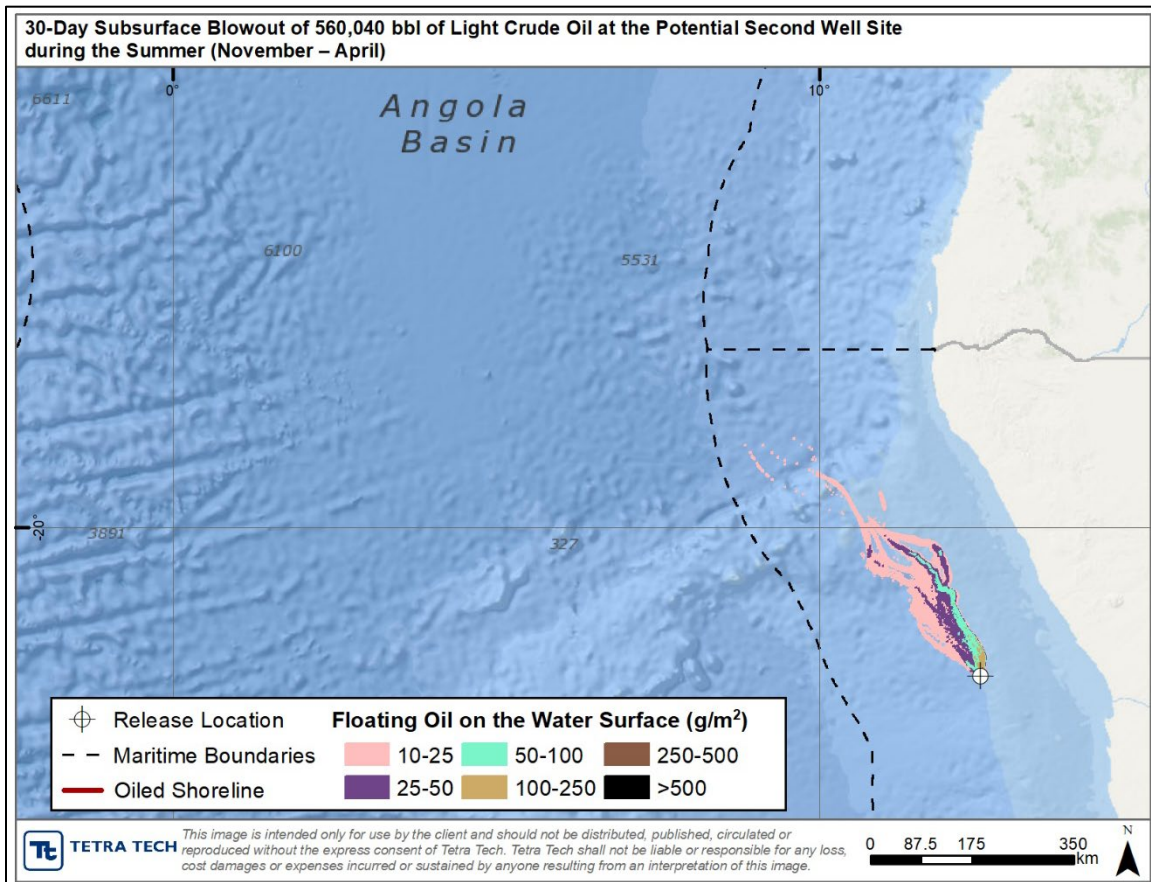 30-Day Subsurface Blowout of 560,040 bbl of Light Crude Oil at the Potential Second Well Site
during the Summer (November – April)
6611
0°
10°
Angola
Basin
6100
5531
-20°
3891
327
Release Location
Maritime Boundaries
Oiled Shoreline
Floating Oil on the Water Surface (g/m²)
10-25
50-100
250-500
25-50
100-250
>500
Tt
TETRA TECH
This image is intended only for use by the client and should not be distributed, published, circulated or
reproduced without the express consent of Tetra Tech. Tetra Tech shall not be liable or responsible for any loss,
cost damages or expenses incurred or sustained by anyone resulting from an interpretation of this image.
0 87.5 175 350
km
N